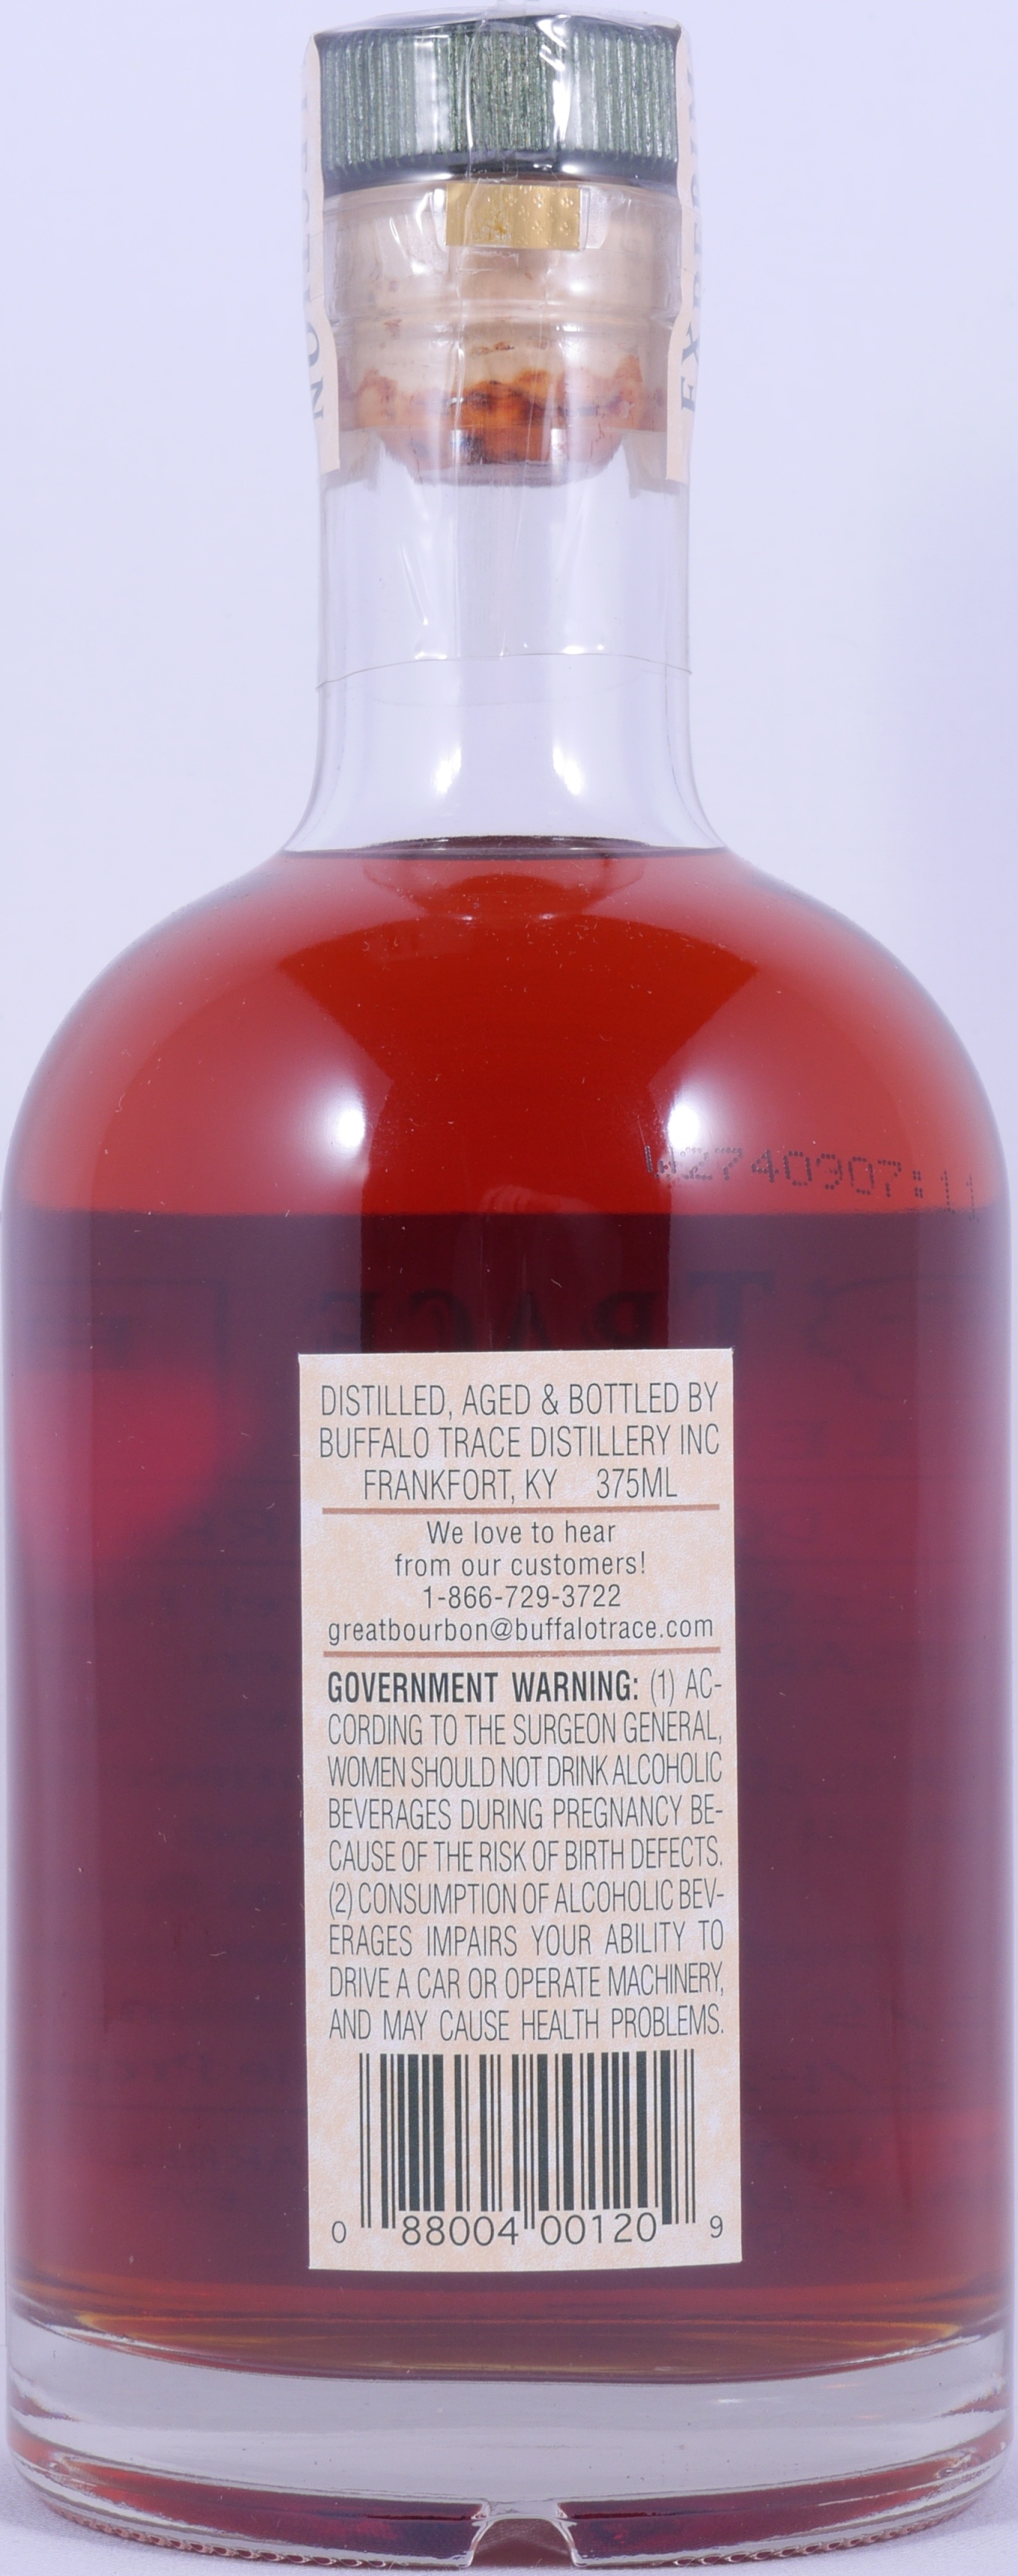 EXPER
DISTILLED, AGED & BOTTLED BY
BUFFALO TRACE DISTILLERY INC
FRANKFORT, KY 375ML
We love to hear
from our customers!
1-866-729-3722
greatbourbon@buffalotrace.com
GOVERNMENT WARNING: (1) AC-
CORDING TO THE SURGEON GENERAL,
WOMEN SHOULD NOT DRINK ALCOHOLIC
BEVERAGES DURING PREGNANCY BE-
CAUSE OF THE RISK OF BIRTH DEFECTS.
(2) CONSUMPTION OF ALCOHOLIC BEV-
ERAGES IMPAIRS YOUR ABILITY TO
DRIVE A CAR OR OPERATE MACHINERY,
AND MAY CAUSE HEALTH PROBLEMS.
0 88004 00120 9
TRACE